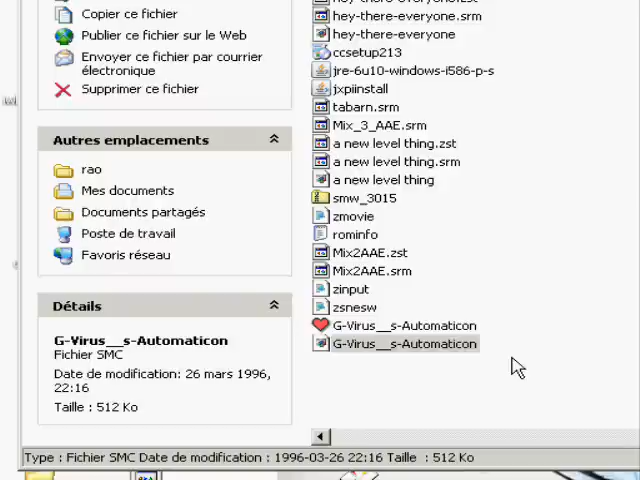 Copier ce fichier
Publier ce fichier sur le Web
Envoyer ce fichier par courrier
électronique
Supprimer ce fichier
Autres emplacements
rao
Mes documents
Documents partagés
Poste de travail
Favoris réseau
Détails
G-Virus__s-Automaticon
Fichier SMC
Date de modification: 26 mars 1996,
22:16
Taille : 512 Ko
hey-there-everyone.zst
hey-there-everyone.srm
hey-there-everyone
ccsetup213
jre-6u10-windows-i586-p-s
jxpiinstall
tabarn.srm
Mix_3_AAE.srm
a new level thing.zst
a new level thing.srm
a new level thing
smw_3015
zmovie
rominfo
Mix2AAE.zst
Mix2AAE.srm
zinput
zsnesw
G-Virus__s-Automaticon
G-Virus__s-Automaticon
Type : Fichier SMC Date de modification : 1996-03-26 22:16 Taille : 512 Ko